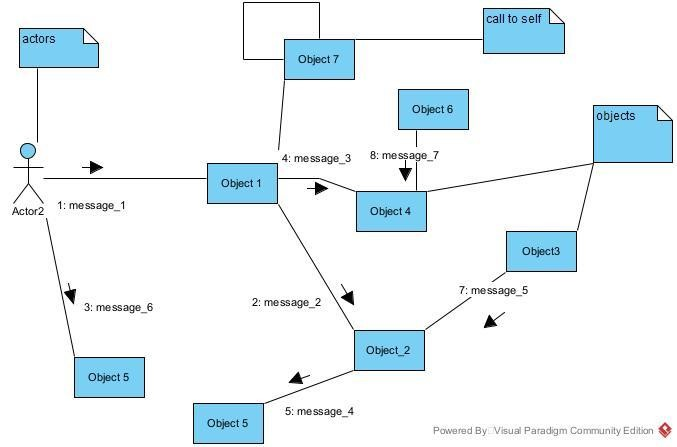 actors
call to self
Object 7
Object 6
objects
4: message_3
8: message_7
Object 1
Object 4
1: message_1
Actor2
Object3
7: message_5
2: message_2
3: message_6
Object_2
Object 5
Object 5
5: message_4
Powered By: Visual Paradigm Community Edition